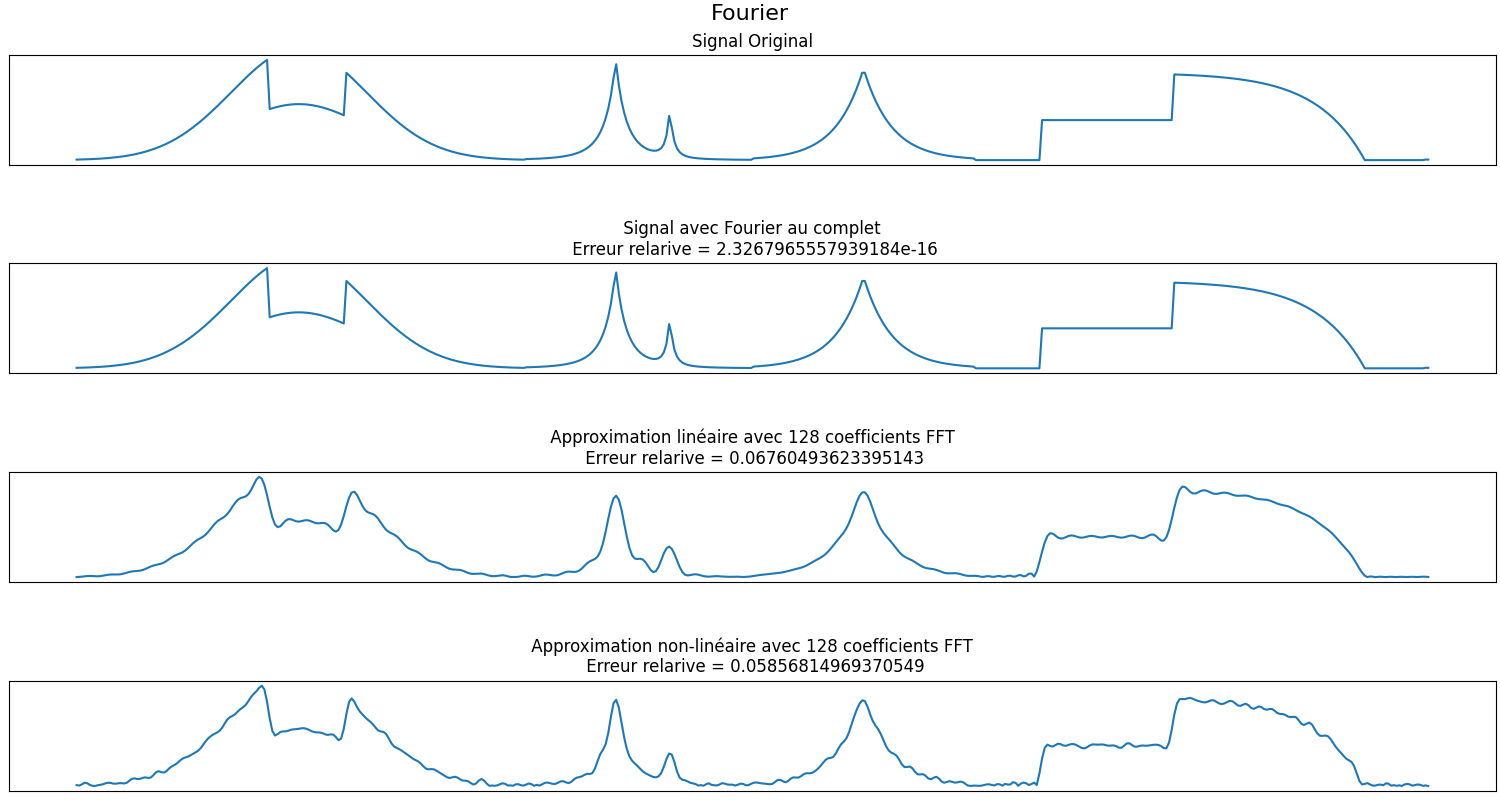 Fourier
Signal Original
Signal avec Fourier au complet
Erreur relarive = 2.3267965557939184e-16
Approximation linéaire avec 128 coefficients FFT
Erreur relarive = 0.06760493623395143
Approximation non-linéaire avec 128 coefficients FFT
Erreur relarive = 0.05856814969370549